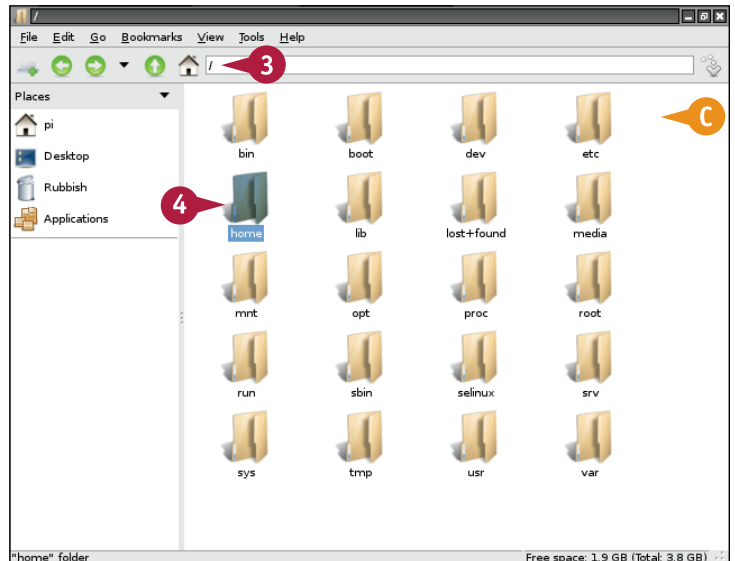 /
File Edit Go Bookmarks View Tools Help
/
3
Places
pi
Desktop
Rubbish
Applications
C
bin boot dev etc
4
home lib lost+found media
mnt opt proc root
run sbin selinux srv
sys tmp usr var
"home" folder
Free space: 1.9 GB (Total: 3.8 GB)